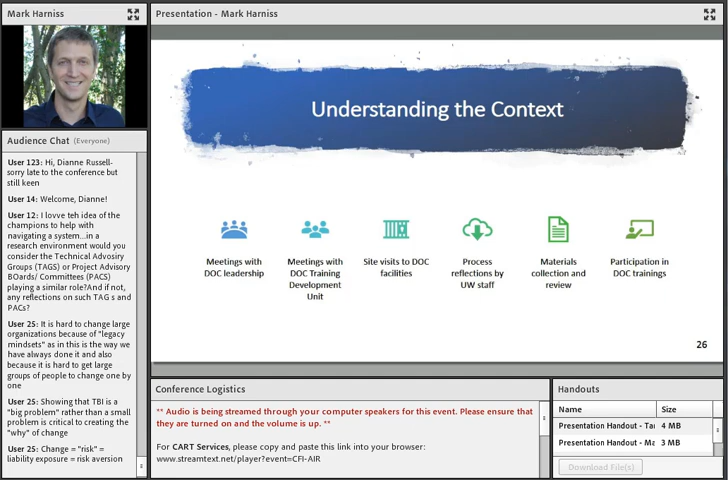 Mark Harniss
Audience Chat (Everyone)
User 123: Hi, Dianne Russell-
sorry late to the conference but
still keen
User 14: Welcome, Dianne!
User 12: I lovve teh idea of the
champions to help with
navigating a system...in a
research environment would you
consider the Technical Advosiry
Groups (TAGS) or Project Advisory
BOards/ Committees (PACS)
playing a similar role?And if not,
any reflections on such TAG s and
PACs?
User 25: It is hard to change large
organizations because of "legacy
mindsets" as in this is the way we
have always done it and also
because it is hard to get large
groups of people to change one by
one
User 25: Showing that TBI is a
"big problem" rather than a small
problem is critical to creating the
"why" of change
User 25: Change = "risk" =
liability exposure = risk aversion
Presentation - Mark Harniss
Understanding the Context
Meetings with
DOC leadership
Meetings with
DOC Training
Development
Unit
Site visits to DOC
facilities
Process
reflections by
UW staff
Materials
collection and
review
Participation in
DOC trainings
26
Conference Logistics
** Audio is being streamed through your computer speakers for this event. Please ensure that
they are turned on and the volume is up. **
For CART Services, please copy and paste this link into your browser:
www.streamtext.net/player?event=CFI-AIR
Handouts
Name Size
Presentation Handout - Ta 4 MB
Presentation Handout - Ma 3 MB
Download File(s)